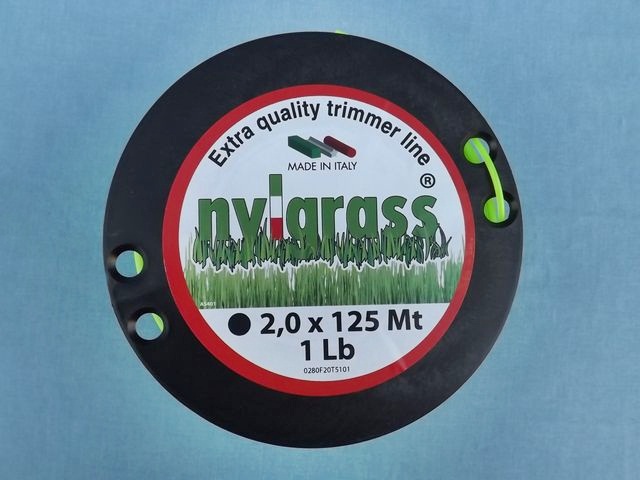 Extra quality trimmer line
MADE IN ITALY
nylgrass®
2,0 x 125 Mt
1 Lb
0280F20T5101